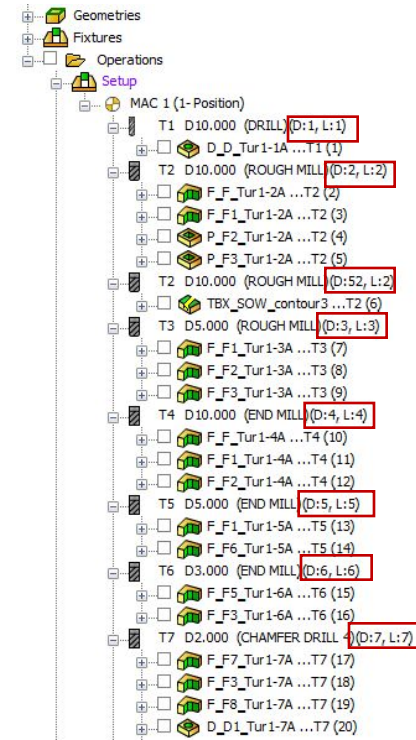 Geometries
Fixtures
Operations
Setup
MAC 1 (1- Position)
T1 D10.000 (DRILL)(D:1, L:1)
D_D_Tur1-1A ...T1 (1)
T2 D10.000 (ROUGH MILL)(D:2, L:2)
F_F_Tur1-2A ...T2 (2)
F_F1_Tur1-2A ...T2 (3)
P_F2_Tur1-2A ...T2 (4)
P_F3_Tur1-2A ...T2 (5)
T2 D10.000 (ROUGH MILL)(D:52, L:2)
TBX_SOW_contour3 ...T2 (6)
T3 D5.000 (ROUGH MILL)(D:3, L:3)
F_F1_Tur1-3A ...T3 (7)
F_F2_Tur1-3A ...T3 (8)
F_F3_Tur1-3A ...T3 (9)
T4 D10.000 (END MILL)(D:4, L:4)
F_F_Tur1-4A ...T4 (10)
F_F1_Tur1-4A ...T4 (11)
F_F2_Tur1-4A ...T4 (12)
T5 D5.000 (END MILL)(D:5, L:5)
F_F1_Tur1-5A ...T5 (13)
F_F6_Tur1-5A ...T5 (14)
T6 D3.000 (END MILL)(D:6, L:6)
F_F5_Tur1-6A ...T6 (15)
F_F3_Tur1-6A ...T6 (16)
T7 D2.000 (CHAMFER DRILL 4)(D:7, L:7)
F_F7_Tur1-7A ...T7 (17)
F_F3_Tur1-7A ...T7 (18)
F_F8_Tur1-7A ...T7 (19)
D_D1_Tur1-7A ...T7 (20)